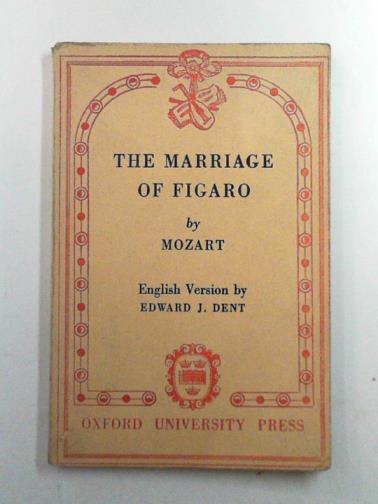 THE MARRIAGE
OF FIGARO
by
MOZART
English Version by
EDWARD J. DENT
OXFORD UNIVERSITY PRESS